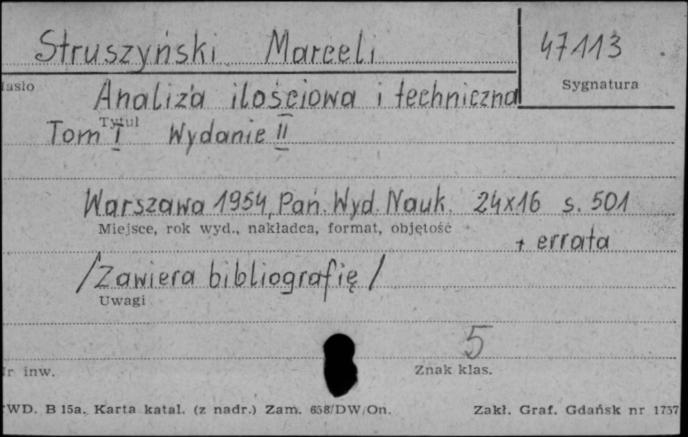 Struszyński Marceli 47113
asło Sygnatura
Analiza ilościowa i techniczna
Tytuł
Tom I Wydanie II
Warszawa 1954, Pań. Wyd. Nauk. 24x16 s. 501
Miejsce, rok wyd., nakładca, format, objętość
+ errata
/Zawiera bibliografię/
Uwagi
5
r inw. Znak klas.
WD. B 15a. Karta katal. (z nadr.) Zam. 658/DW/On. Zakł. Graf. Gdańsk nr 1757